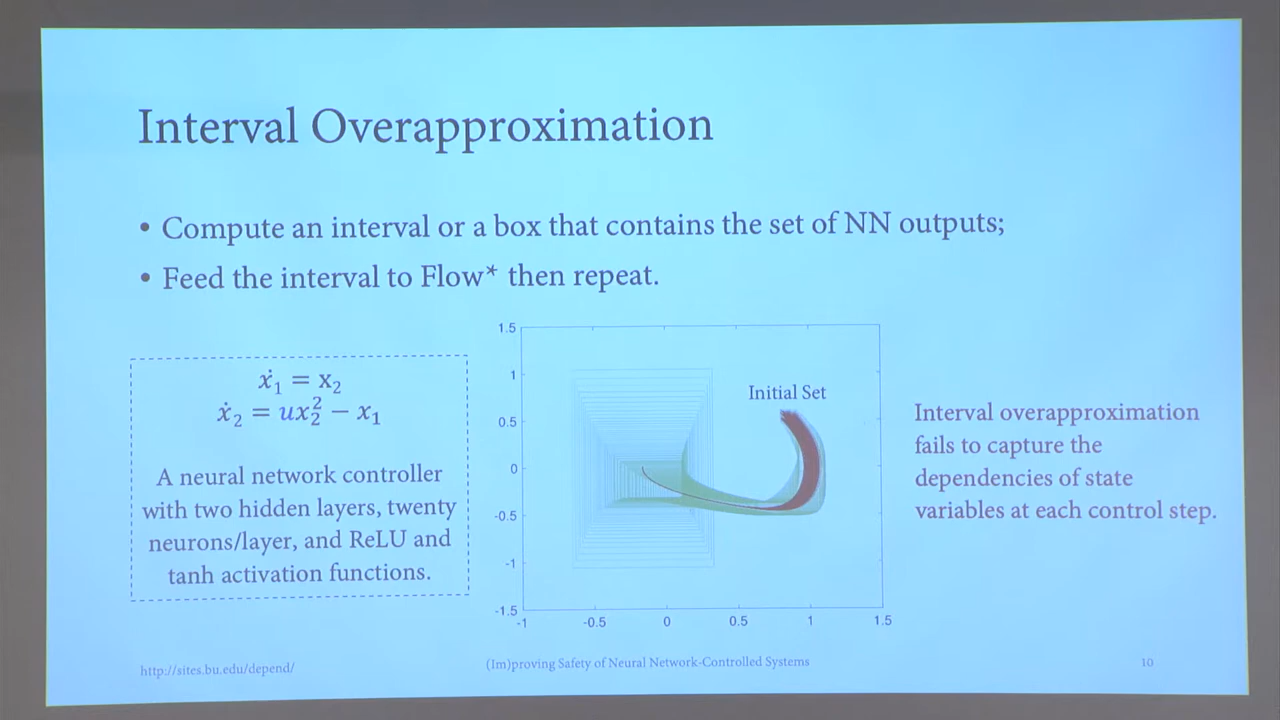 Interval Overapproximation
• Compute an interval or a box that contains the set of NN outputs;
• Feed the interval to Flow* then repeat.
ẋ₁ = x₂
ẋ₂ = ux₂² − x₁
A neural network controller
with two hidden layers, twenty
neurons/layer, and ReLU and
tanh activation functions.
1.5
1
0.5
0
-0.5
-1
-1.5
-1 -0.5 0 0.5 1 1.5
Initial Set
Interval overapproximation
fails to capture the
dependencies of state
variables at each control step.
http://sites.bu.edu/depend/
(Im)proving Safety of Neural Network-Controlled Systems
10